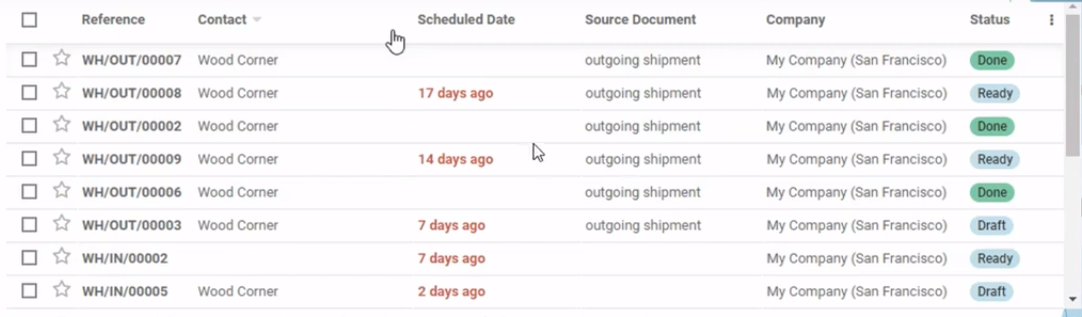 Reference Contact Scheduled Date Source Document Company Status
WH/OUT/00007 Wood Corner outgoing shipment My Company (San Francisco) Done
WH/OUT/00008 Wood Corner 17 days ago outgoing shipment My Company (San Francisco) Ready
WH/OUT/00002 Wood Corner outgoing shipment My Company (San Francisco) Done
WH/OUT/00009 Wood Corner 14 days ago outgoing shipment My Company (San Francisco) Ready
WH/OUT/00006 Wood Corner outgoing shipment My Company (San Francisco) Done
WH/OUT/00003 Wood Corner 7 days ago outgoing shipment My Company (San Francisco) Draft
WH/IN/00002 7 days ago My Company (San Francisco) Ready
WH/IN/00005 Wood Corner 2 days ago My Company (San Francisco) Draft